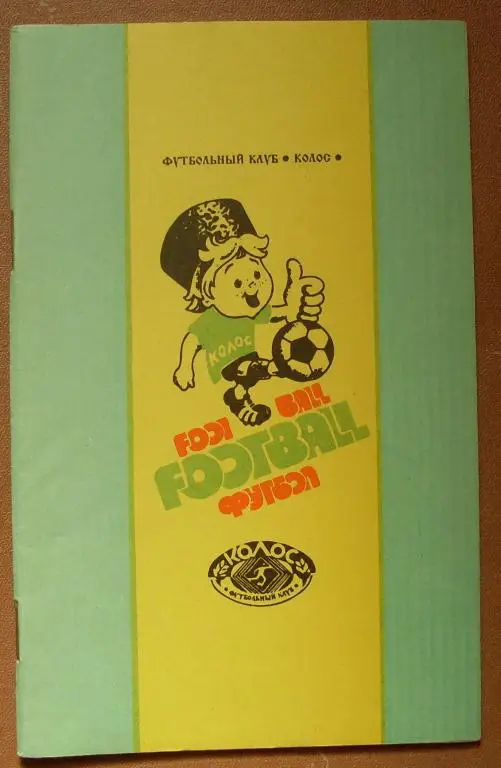 ФУТБОЛЬНЫЙ КЛУБ • КОЛОС •
КОЛОС
FOOT BALL
FOOTBALL
ФУТБОЛ
КОЛОС
• ФУТБОЛЬНЫЙ КЛУБ •